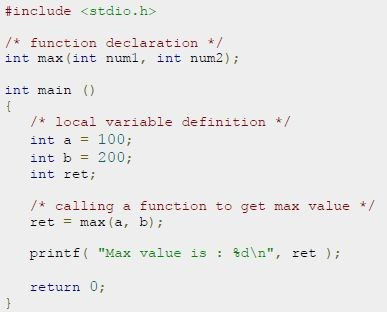 #include <stdio.h>
/* function declaration */
int max(int num1, int num2);
int main ()
{
/* local variable definition */
int a = 100;
int b = 200;
int ret;
/* calling a function to get max value */
ret = max(a, b);
printf( "Max value is : %d\n", ret );
return 0;
}